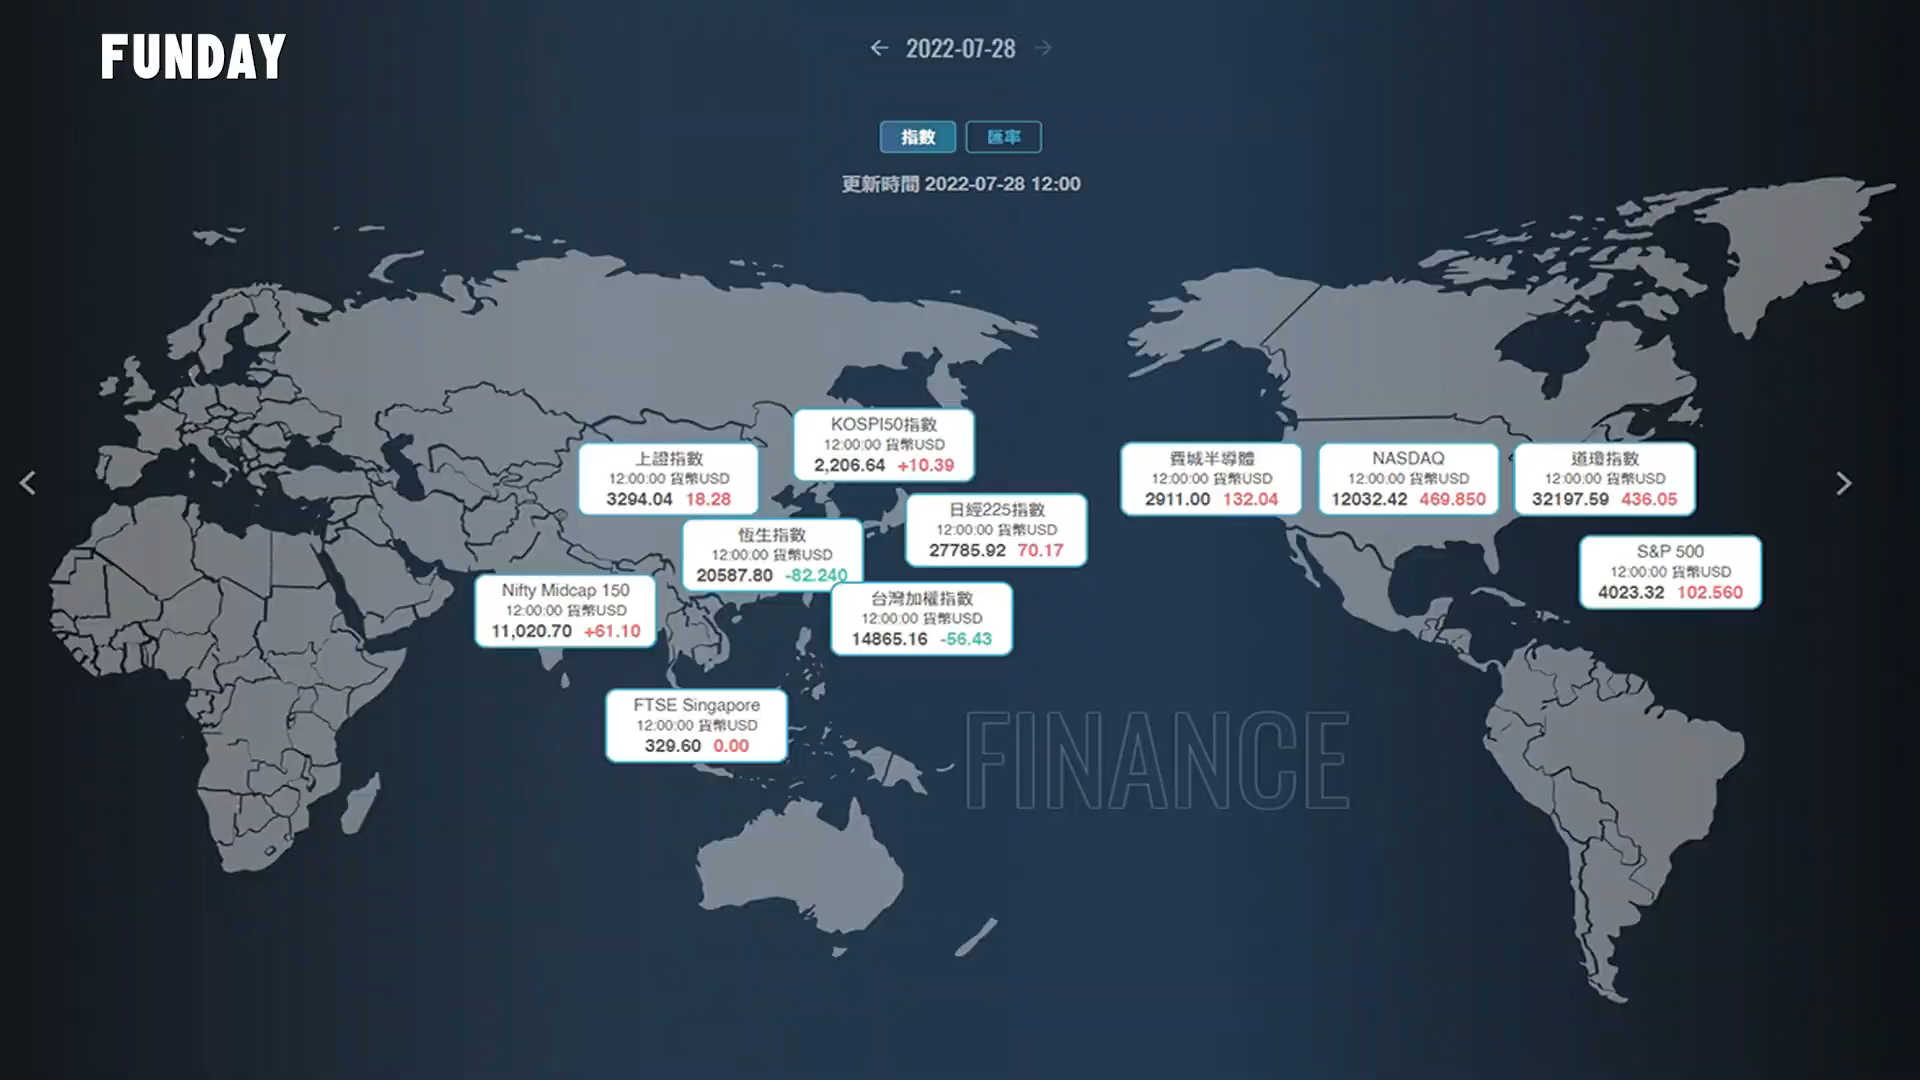 FUNDAY
← 2022-07-28 →
指數 匯率
更新時間 2022-07-28 12:00
KOSPI50指數
12:00:00 貨幣USD
2,206.64 +10.39
上證指數
12:00:00 貨幣USD
3294.04 18.28
費城半導體
12:00:00 貨幣USD
2911.00 132.04
NASDAQ
12:00:00 貨幣USD
12032.42 469.850
道瓊指數
12:00:00 貨幣USD
32197.59 436.05
日經225指數
12:00:00 貨幣USD
27785.92 70.17
恆生指數
12:00:00 貨幣USD
20587.80 -82.240
S&P 500
12:00:00 貨幣USD
4023.32 102.560
Nifty Midcap 150
12:00:00 貨幣USD
11,020.70 +61.10
台灣加權指數
12:00:00 貨幣USD
14865.16 -56.43
FTSE Singapore
12:00:00 貨幣USD
329.60 0.00
FINANCE